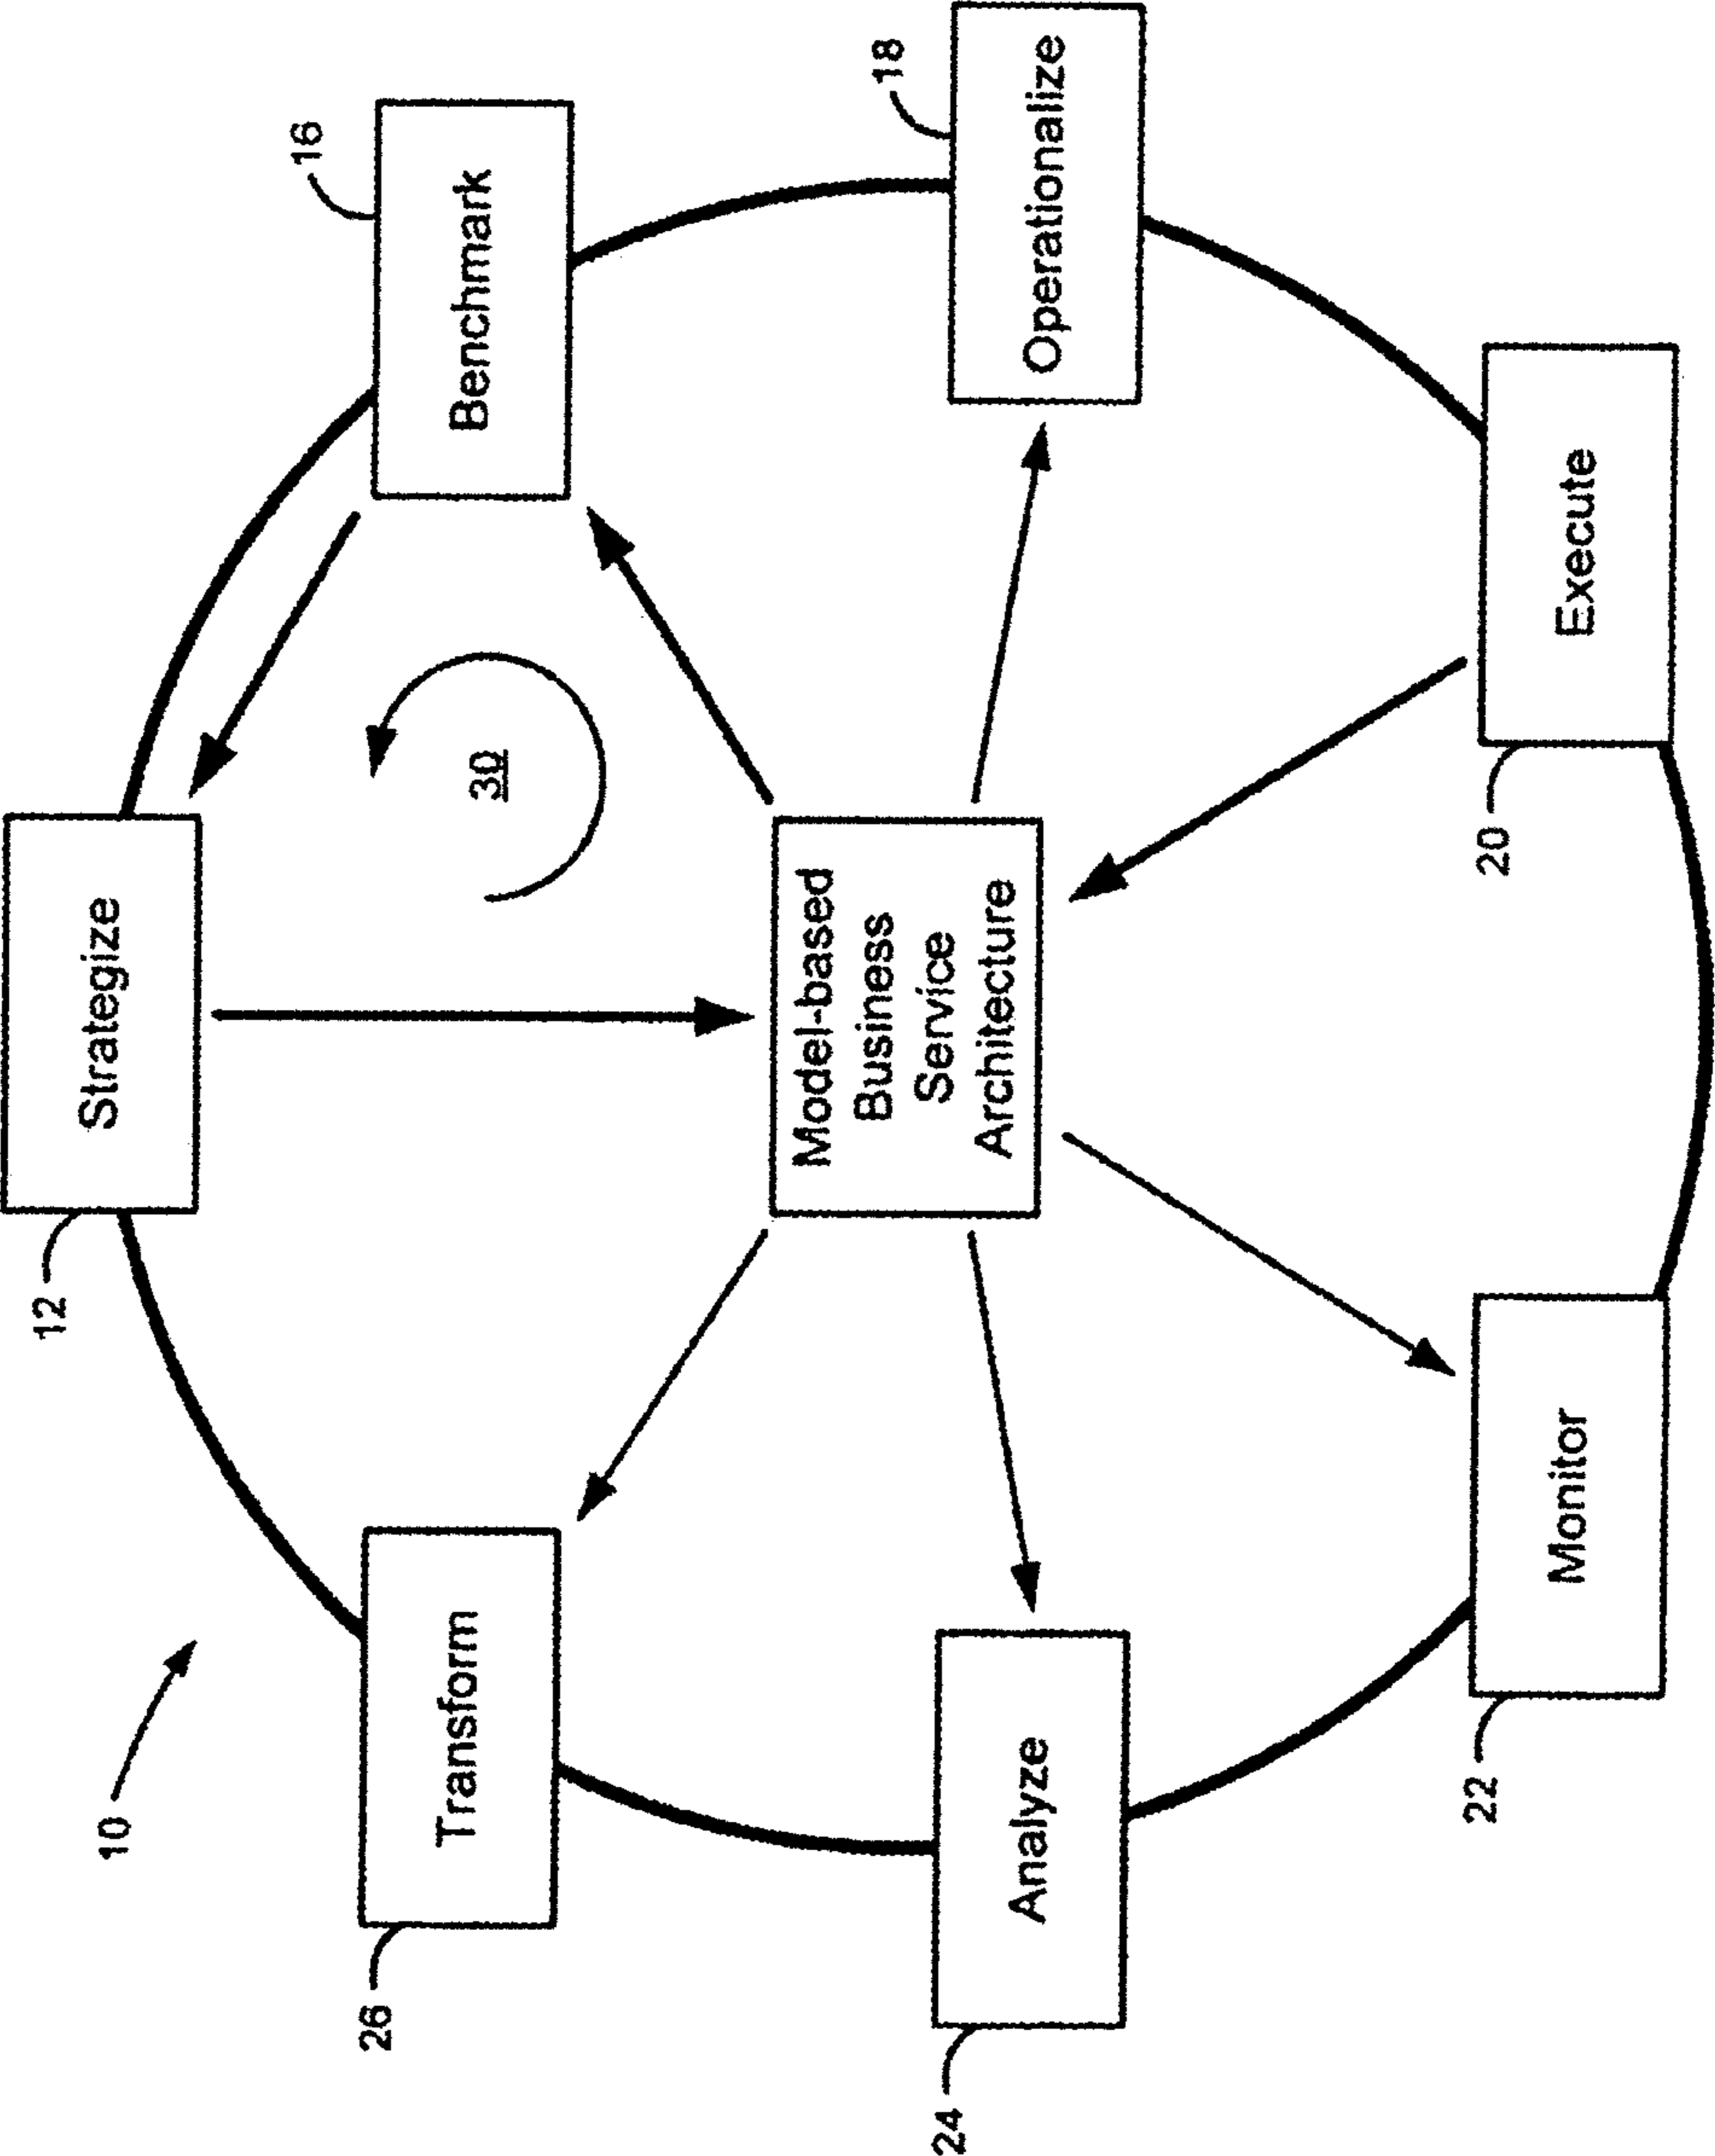 10
12
Strategize
16
Benchmark
18
Operationalize
30
Model-based
Business
Service
Architecture
20
Execute
22
Monitor
24
Analyze
26
Transform